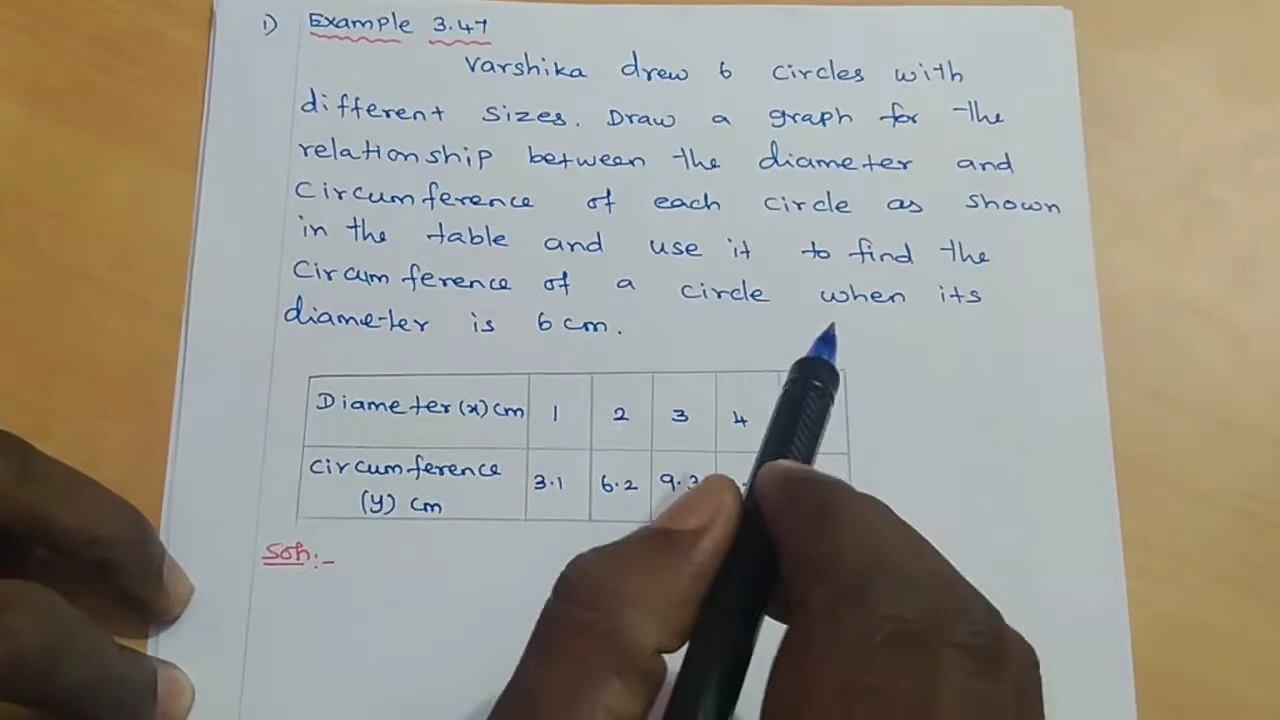 1) Example 3.47
Varshika drew 6 circles with
different sizes. Draw a graph for the
relationship between the diameter and
circumference of each circle as shown
in the table and use it to find the
circumference of a circle when its
diameter is 6 cm.
Diameter (x) cm 1 2 3 4
circumference 3.1 6.2 9.3
(y) cm
Soln:-